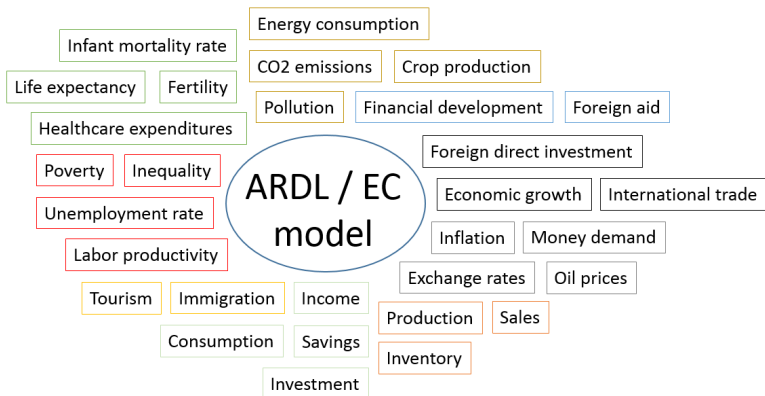 Energy consumption
Infant mortality rate
CO2 emissions
Crop production
Life expectancy
Fertility
Pollution
Financial development
Foreign aid
Healthcare expenditures
Foreign direct investment
Poverty
Inequality
ARDL / EC
model
Economic growth
International trade
Unemployment rate
Inflation
Money demand
Labor productivity
Exchange rates
Oil prices
Tourism
Immigration
Income
Production
Sales
Consumption
Savings
Inventory
Investment